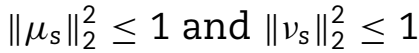 ‖μₛ‖₂² ≤ 1 and ‖νₛ‖₂² ≤ 1